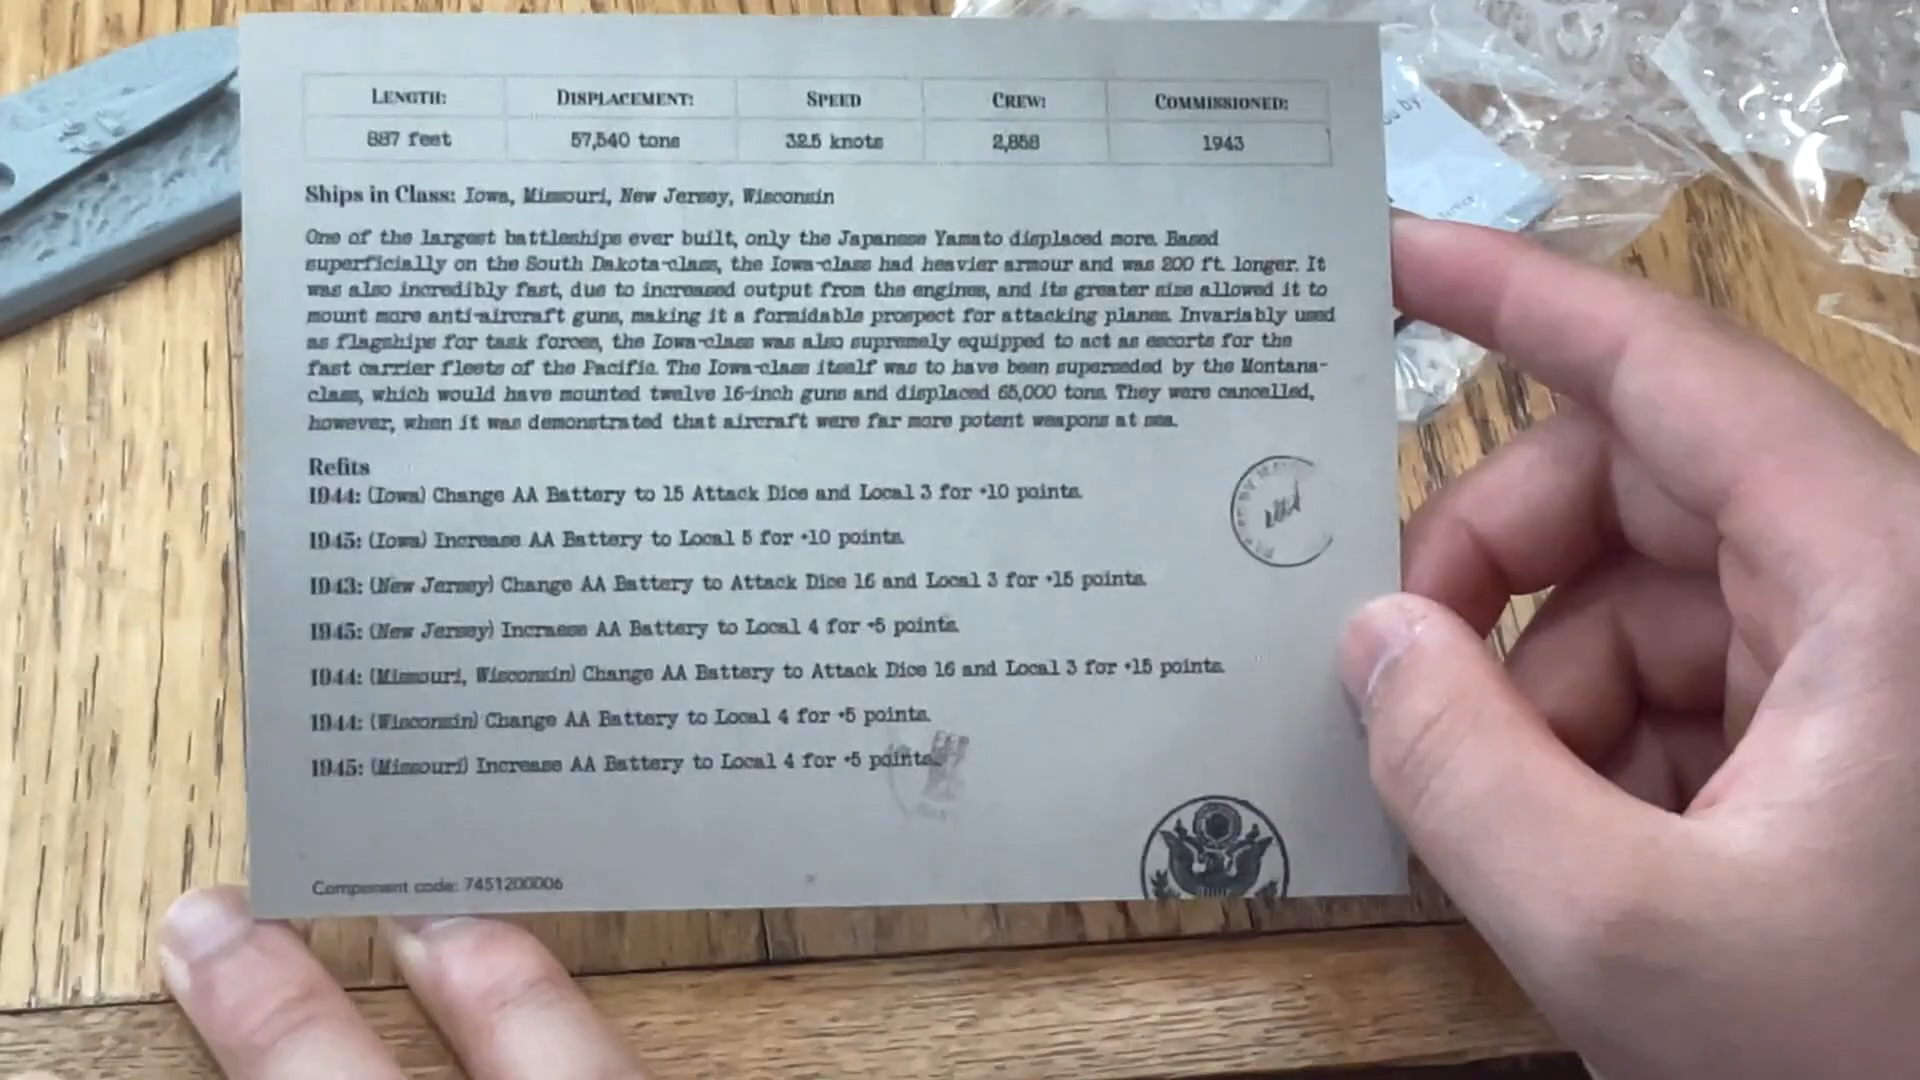 LENGTH: DISPLACEMENT: SPEED CREW: COMMISSIONED:
887 feet 57,540 tons 32.5 knots 2,858 1943
Ships in Class: Iowa, Missouri, New Jersey, Wisconsin
One of the largest battleships ever built, only the Japanese Yamato displaced more. Based
superficially on the South Dakota-class, the Iowa-class had heavier armour and was 200 ft. longer. It
was also incredibly fast, due to increased output from the engines, and its greater size allowed it to
mount more anti-aircraft guns, making it a formidable prospect for attacking planes. Invariably used
as flagships for task forces, the Iowa-class was also supremely equipped to act as escorts for the
fast carrier fleets of the Pacific. The Iowa-class itself was to have been superseded by the Montana-
class, which would have mounted twelve 16-inch guns and displaced 65,000 tons. They were cancelled,
however, when it was demonstrated that aircraft were far more potent weapons at sea.
Refits
1944: (Iowa) Change AA Battery to 15 Attack Dice and Local 3 for +10 points.
1945: (Iowa) Increase AA Battery to Local 5 for +10 points.
1943: (New Jersey) Change AA Battery to Attack Dice 16 and Local 3 for +15 points.
1945: (New Jersey) Increase AA Battery to Local 4 for +5 points.
1944: (Missouri, Wisconsin) Change AA Battery to Attack Dice 16 and Local 3 for +15 points.
1944: (Wisconsin) Change AA Battery to Local 4 for +5 points.
1945: (Missouri) Increase AA Battery to Local 4 for +5 points.
Component code: 7451200006
by